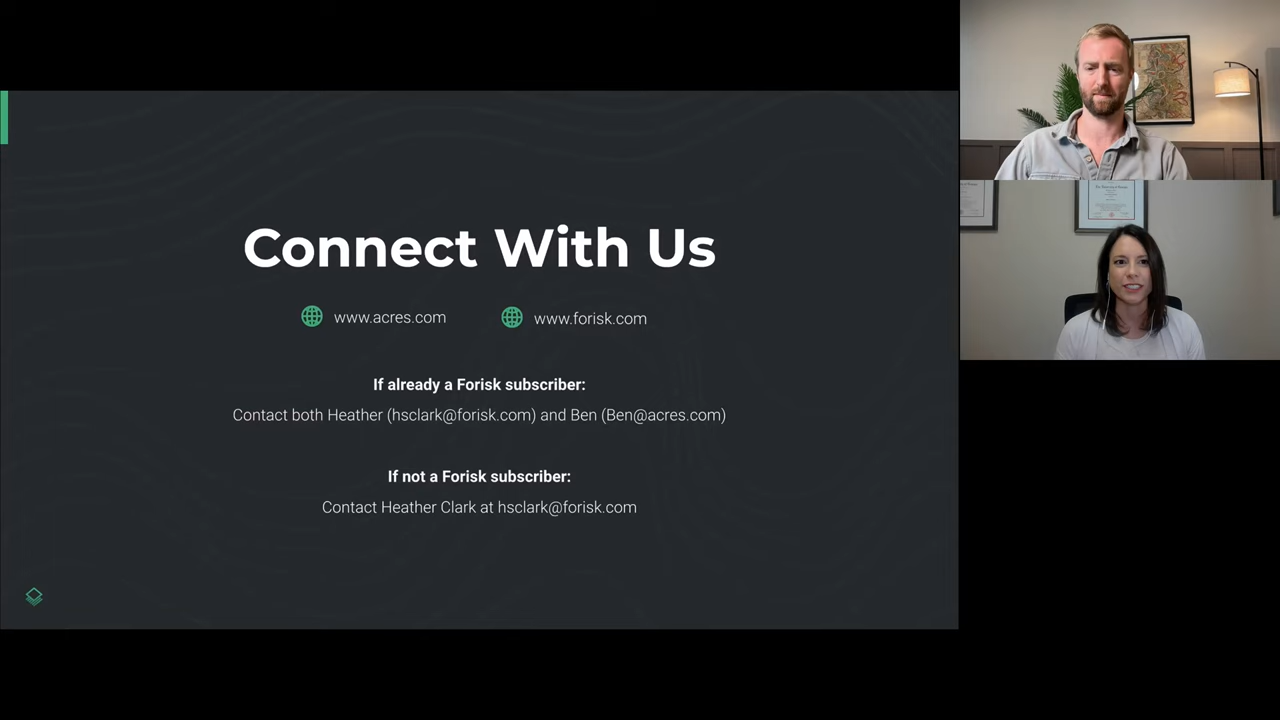 Connect With Us
www.acres.com
www.forisk.com
If already a Forisk subscriber:
Contact both Heather (hsclark@forisk.com) and Ben (Ben@acres.com)
If not a Forisk subscriber:
Contact Heather Clark at hsclark@forisk.com